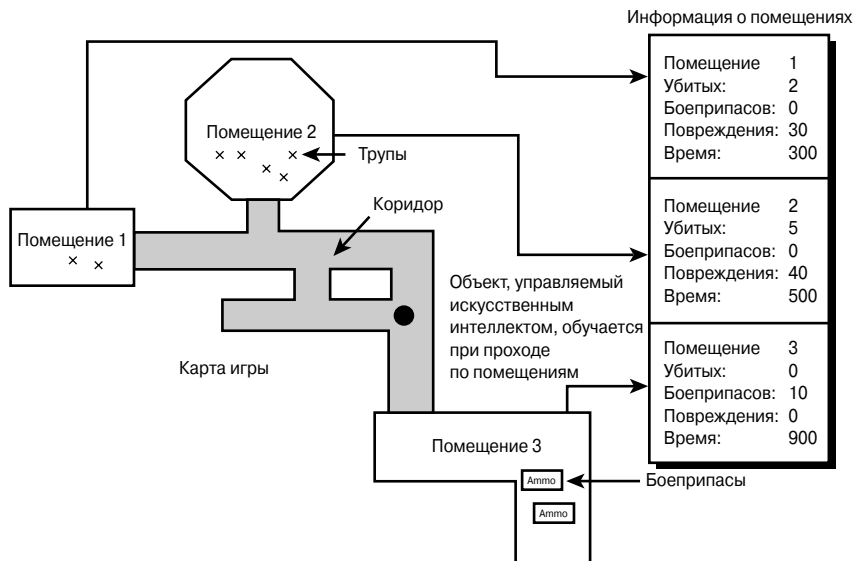 Информация о помещениях
Помещение 1
Убитых: 2
Боеприпасов: 0
Повреждения: 30
Время: 300
Помещение 2
Убитых: 5
Боеприпасов: 0
Повреждения: 40
Время: 500
Помещение 3
Убитых: 0
Боеприпасов: 10
Повреждения: 0
Время: 900
Помещение 2
Трупы
Коридор
Помещение 1
Объект, управляемый
искусственным
интеллектом, обучается
при проходе
по помещениям
Карта игры
Помещение 3
Ammo
Боеприпасы
Ammo